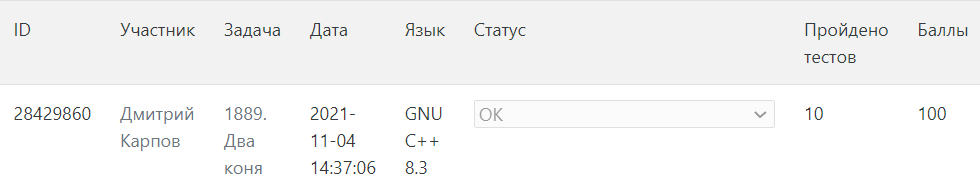 ID Участник Задача Дата Язык Статус Пройдено Баллы
тестов
28429860 Дмитрий 1889. 2021- GNU OK 10 100
Карпов Два 11-04 C++
коня 14:37:06 8.3